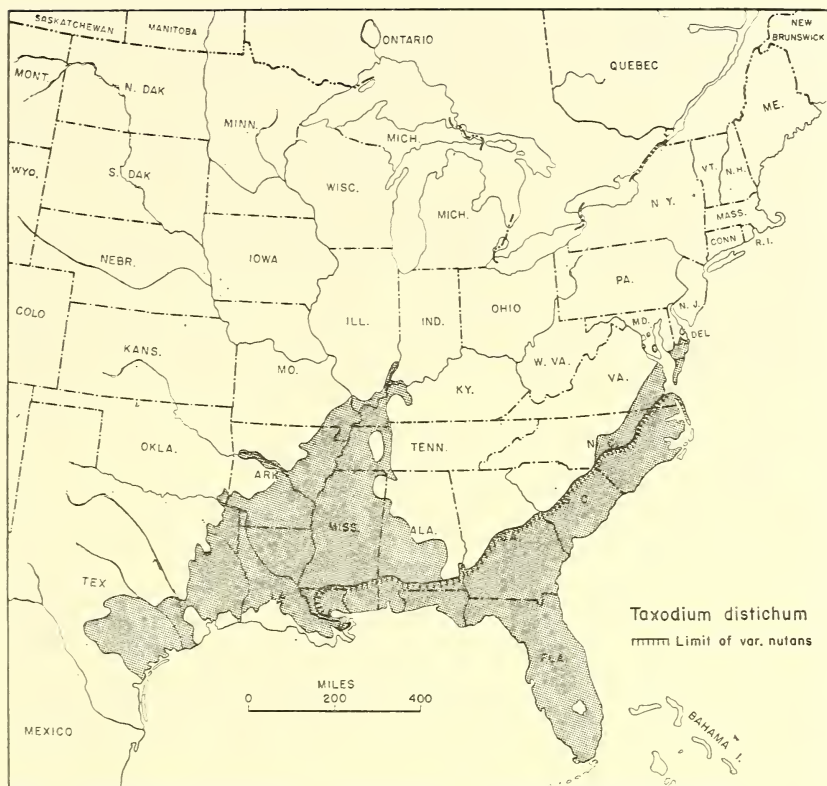 SASKATCHEWAN
MANITOBA
ONTARIO
QUEBEC
NEW
BRUNSWICK
MONT.
N. DAK
MINN.
MICH.
ME.
WYO.
S. DAK
WISC.
MICH.
VT.
N.H.
N.Y.
MASS.
CONN
R.I.
NEBR.
IOWA
PA.
N. J.
COLO
ILL.
IND.
OHIO
MD.
DEL
KANS.
MO.
W. VA.
VA.
KY.
OKLA.
ARK
TENN.
N. C.
C
MISS.
ALA.
GA.
TEX
LA
FLA.
Taxodium distichum
Limit of var. nutans
MILES
0 200 400
MEXICO
BAHAMA I.